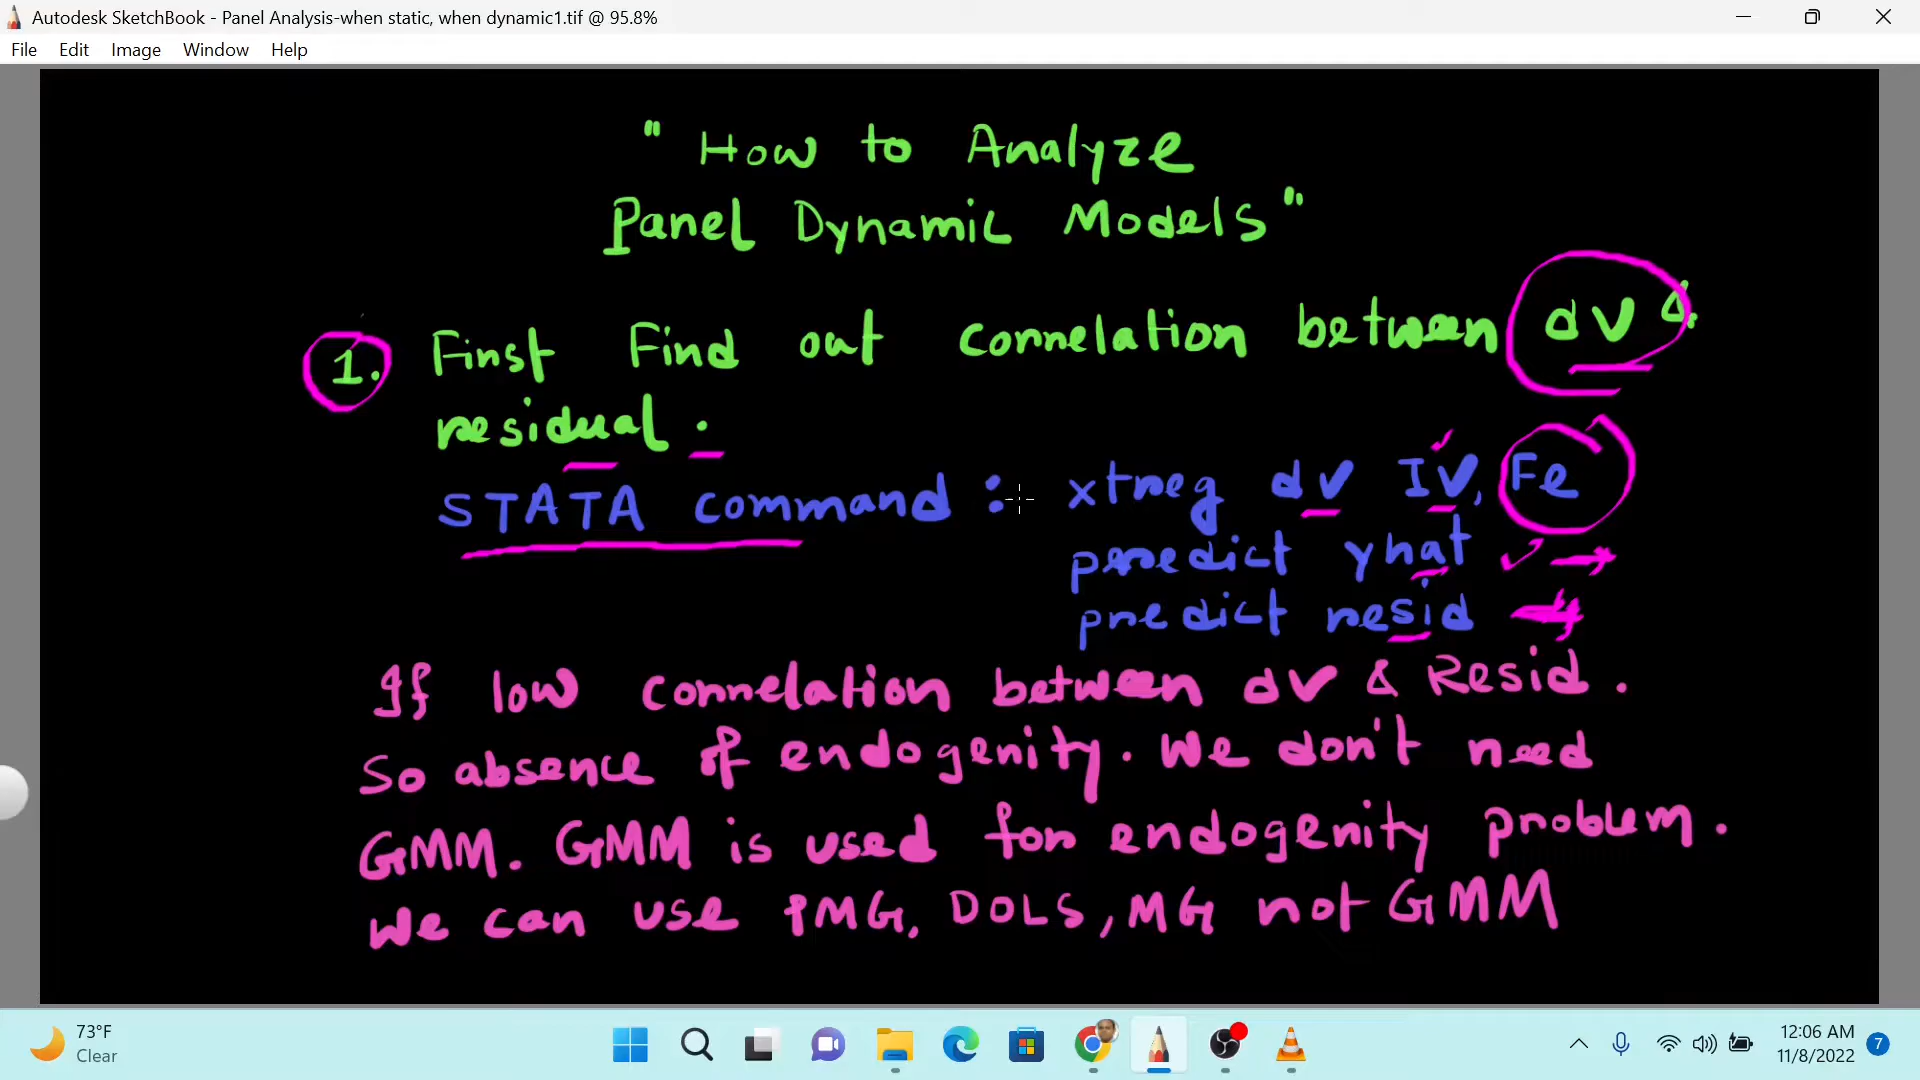 Autodesk SketchBook - Panel Analysis-when static, when dynamic1.tif @ 95.8%
File Edit Image Window Help
" How to Analyze
Panel Dynamic Models "
1. First Find out correlation between dv &
residual .
STATA command : xtreg dv IV, Fe
predict yhat
predict resid
If low correlation between dv & Resid .
So absence of endogenity. We don't need
GMM. GMM is used for endogenity problem.
We can use PMG, DOLS, MG not GMM
73°F
Clear
12:06 AM
11/8/2022
7